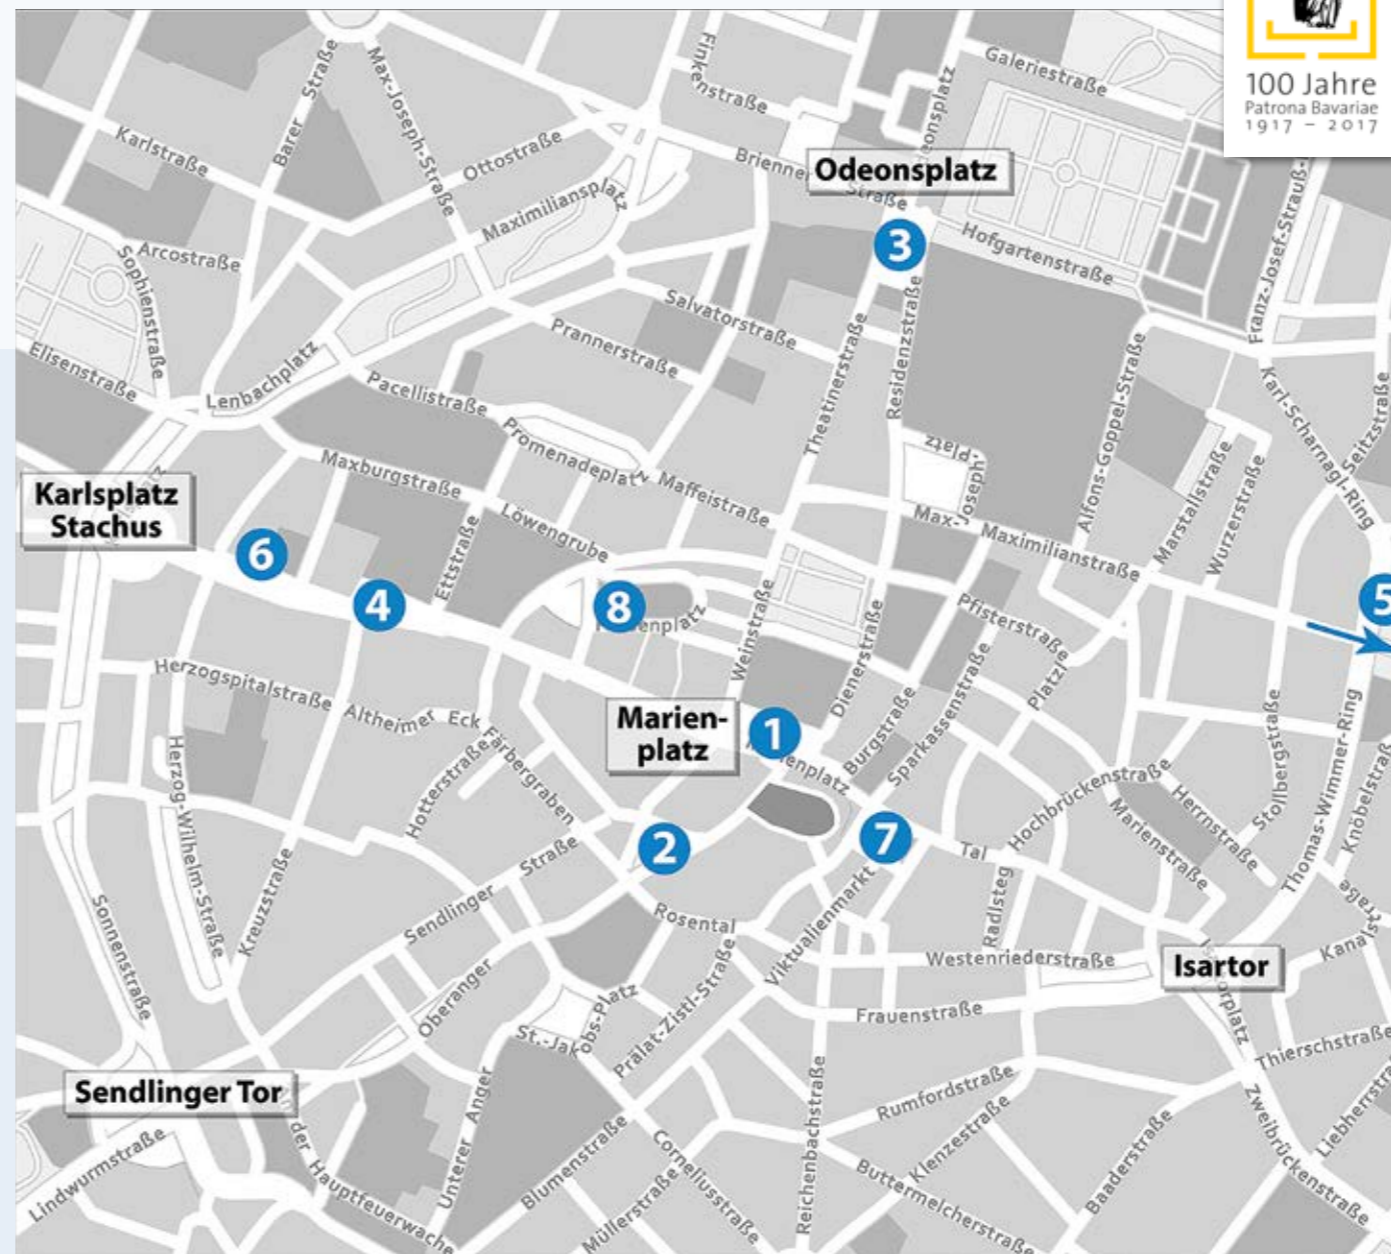 100 Jahre
Patrona Bavariae
1917 – 2017
Finkenstraße
Galeriestraße
Barer Straße
Max-Joseph-Straße
Karlstraße
Ottostraße
Brienner Straße
Odeonsplatz
Maximiliansplatz
3
Hofgartenstraße
Arcostraße
Sophienstraße
Franz-Josef-Strauß-
Salvatorstraße
Prannerstraße
Theatinerstraße
Residenzstraße
Elisenstraße
Lenbachplatz
Pacellistraße
Promenadeplatz
Alfons-Goppel-Straße
Karl-Scharnagl-Ring
Seitzstraße
Maxburgstraße
Maffeistraße
Max-Joseph-Platz
Marstallstraße
Wurzerstraße
Karlsplatz
Stachus
6
Ettstraße
Löwengrube
Maximilianstraße
4
8
5
Weinstraße
Dienerstraße
Pfisterstraße
Herzogspitalstraße
Altheimer Eck
Platzl
Marien-
platz
1
Burgstraße
Sparkassenstraße
Herzog-Wilhelm-Straße
Hotterstraße
Färbergraben
Hochbrückenstraße
Herrnstraße
Marienstraße
Stollbergstraße
Thomas-Wimmer-Ring
Knöbelstraß
2
7
Tal
Radlsteg
Kreuzstraße
Sonnenstraße
Sendlinger Straße
Rosental
Viktualienmarkt
Westenriederstraße
Isartor
Kanalstraße
Oberanger
St.-Jakobs-Platz
Prälat-Zistl-Straße
Frauenstraße
Thierschstraße
Sendlinger Tor
Rumfordstraße
Lindwurmstraße
der Hauptfeuerwache
Unterer Anger
Blumenstraße
Müllerstraße
Corneliusstraße
Reichenbachstraße
Klenzestraße
Buttermelcherstraße
Baaderstraße
Zweibrückenstraße
Liebherrstra